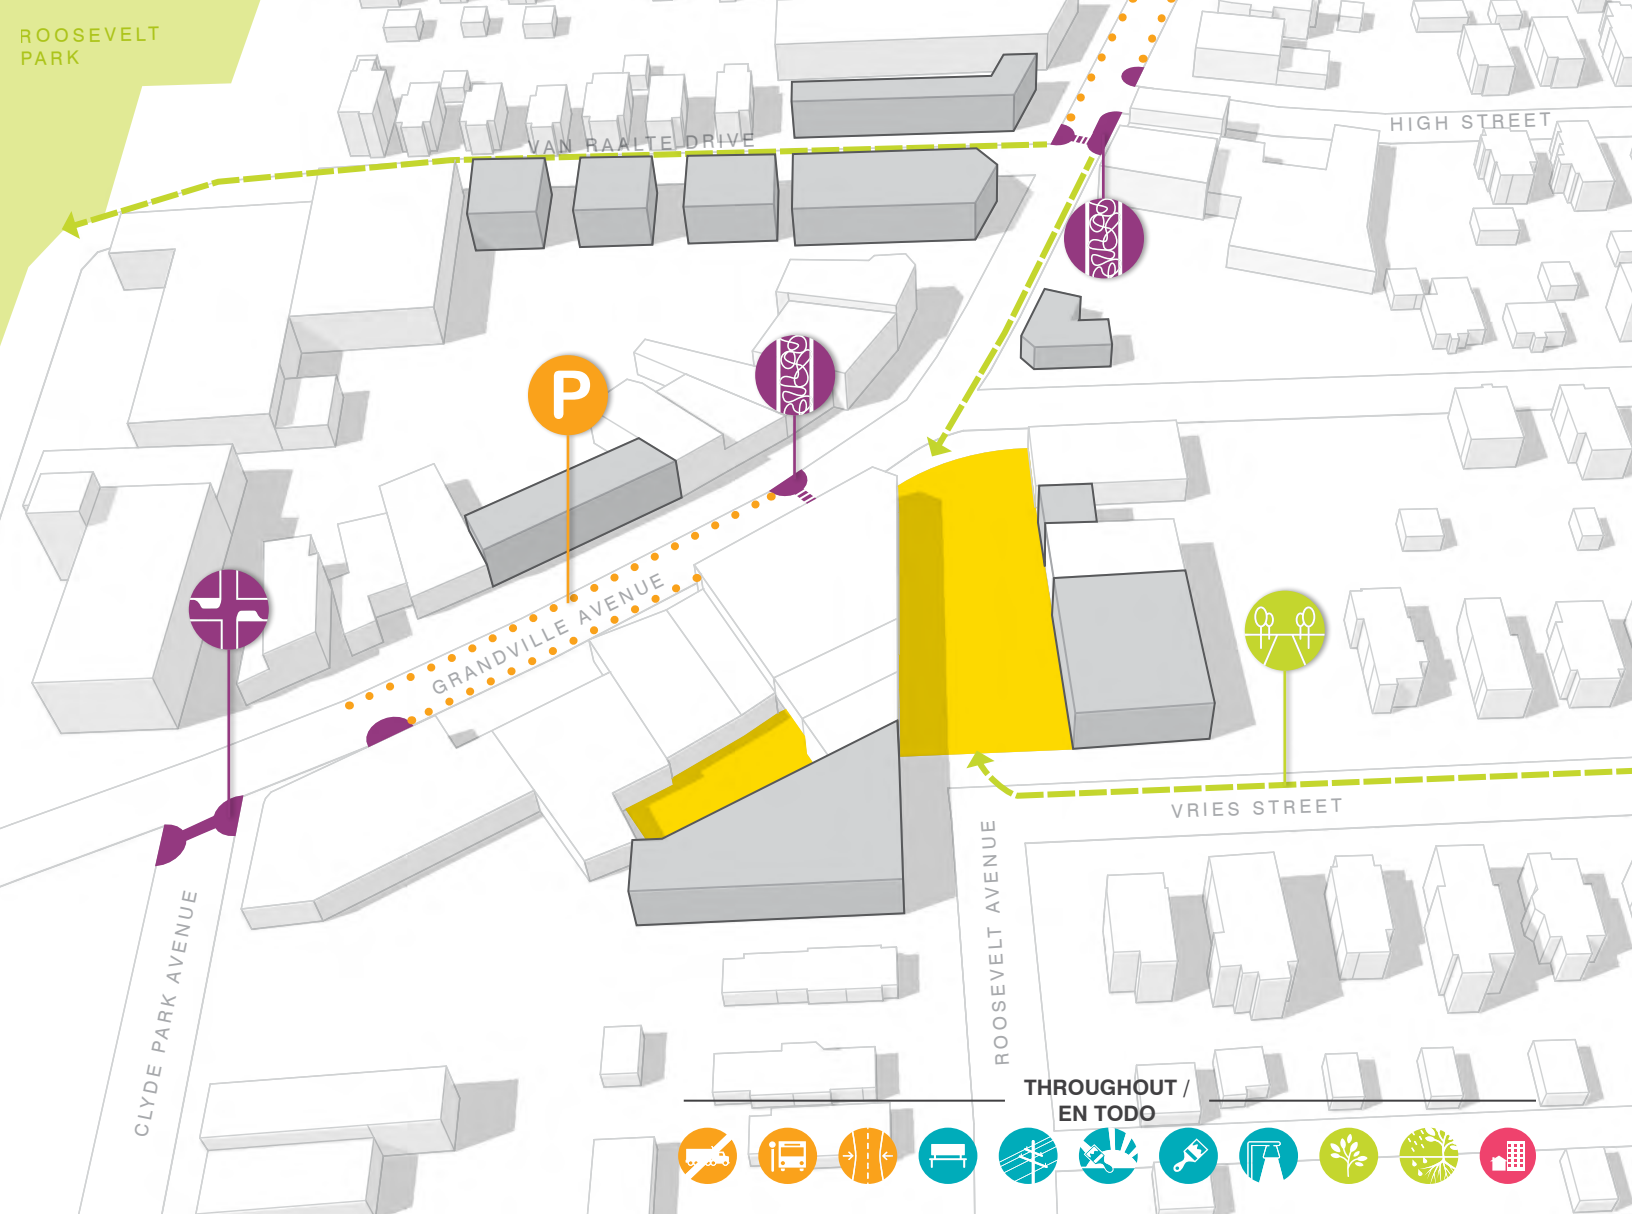 ROOSEVELT
PARK
VAN RAALTE DRIVE
HIGH STREET
P
GRANDVILLE AVENUE
VRIES STREET
ROOSEVELT AVENUE
CLYDE PARK AVENUE
THROUGHOUT /
EN TODO